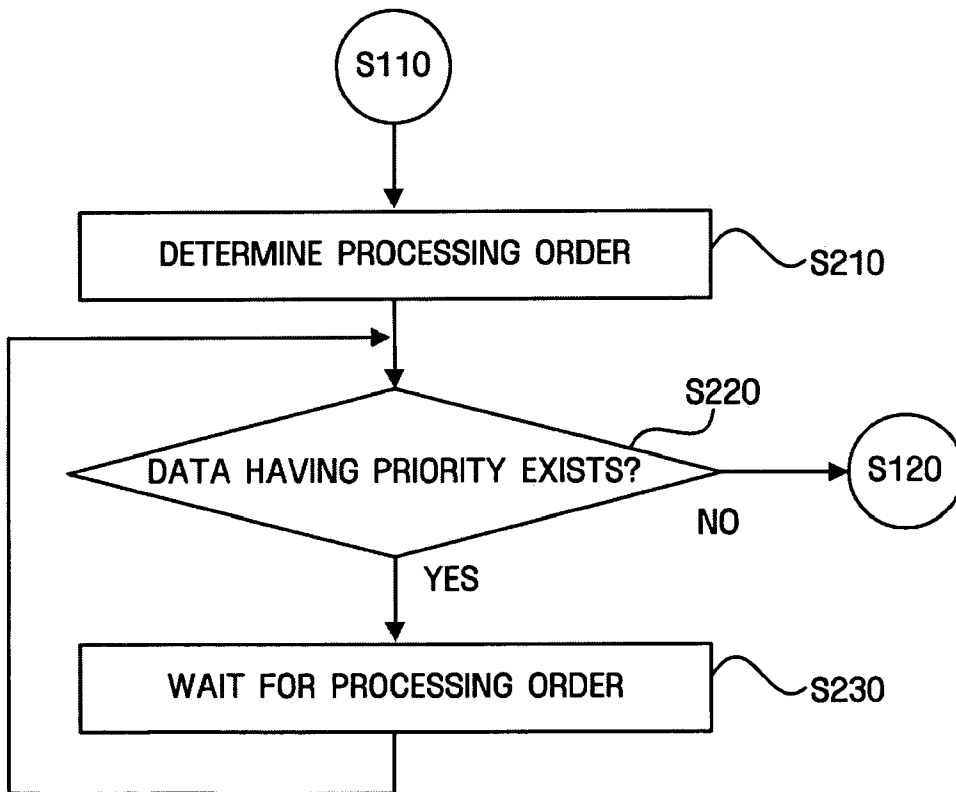 S110
DETERMINE PROCESSING ORDER
S210
S220
DATA HAVING PRIORITY EXISTS?
S120
NO
YES
WAIT FOR PROCESSING ORDER
S230